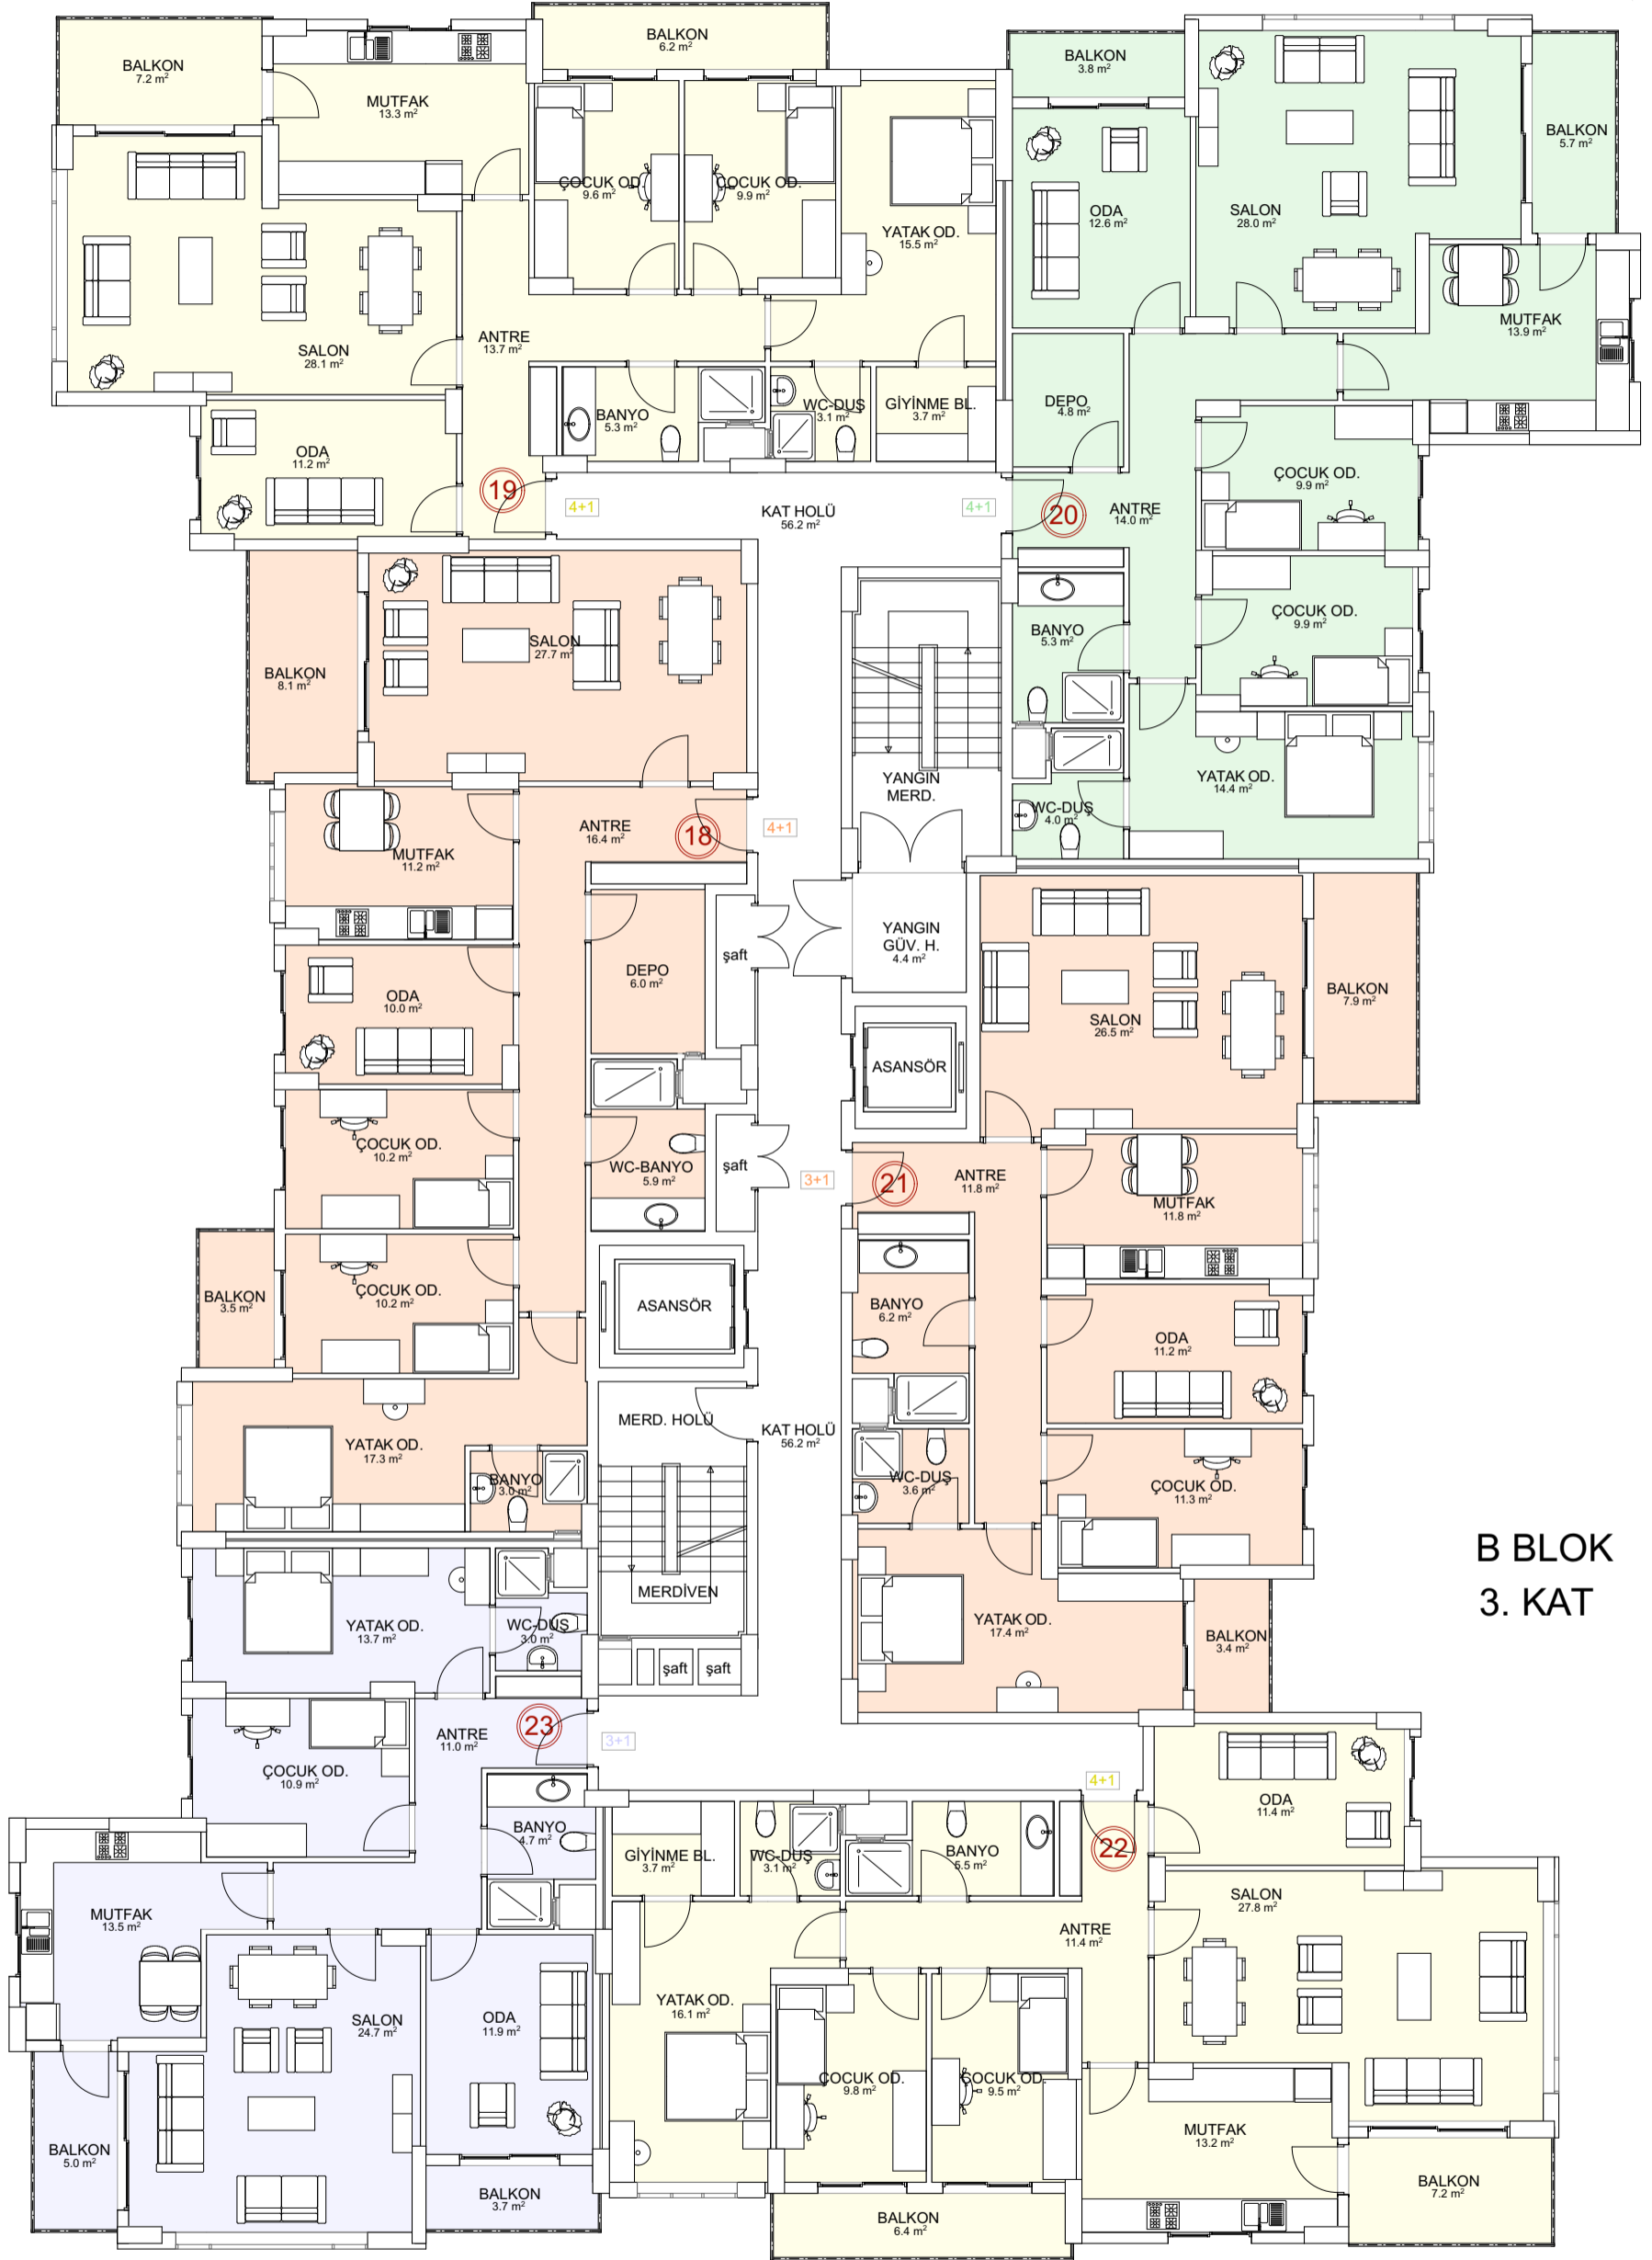 BALKON
7.2 m²
MUTFAK
13.3 m²
BALKON
6.2 m²
ÇOCUK OD.
9.6 m²
ÇOCUK OD.
9.9 m²
YATAK OD.
15.5 m²
SALON
28.1 m²
ANTRE
13.7 m²
BANYO
5.3 m²
WC-DUŞ
3.1 m²
GİYİNME BL.
3.7 m²
ODA
11.2 m²
19
4+1
KAT HOLÜ
56.2 m²
BALKON
3.8 m²
ODA
12.6 m²
SALON
28.0 m²
BALKON
5.7 m²
MUTFAK
13.9 m²
DEPO
4.8 m²
4+1
20
ANTRE
14.0 m²
ÇOCUK OD.
9.9 m²
ÇOCUK OD.
9.9 m²
BANYO
5.3 m²
YATAK OD.
14.4 m²
WC-DUŞ
4.0 m²
YANGIN
MERD.
YANGIN
GÜV. H.
4.4 m²
ASANSÖR
SALON
27.7 m²
BALKON
8.1 m²
ANTRE
16.4 m²
18
4+1
MUTFAK
11.2 m²
DEPO
6.0 m²
şaft
ODA
10.0 m²
ÇOCUK OD.
10.2 m²
WC-BANYO
5.9 m²
şaft
ÇOCUK OD.
10.2 m²
BALKON
3.5 m²
ASANSÖR
YATAK OD.
17.3 m²
BANYO
3.0 m²
MERD. HOLÜ
KAT HOLÜ
56.2 m²
MERDİVEN
şaft
şaft
SALON
26.5 m²
BALKON
7.9 m²
3+1
21
ANTRE
11.8 m²
MUTFAK
11.8 m²
BANYO
6.2 m²
ODA
11.2 m²
WC-DUŞ
3.6 m²
ÇOCUK OD.
11.3 m²
YATAK OD.
17.4 m²
BALKON
3.4 m²
B BLOK
3. KAT
YATAK OD.
13.7 m²
WC-DUŞ
3.0 m²
ANTRE
11.0 m²
23
3+1
ÇOCUK OD.
10.9 m²
BANYO
4.7 m²
MUTFAK
13.5 m²
SALON
24.7 m²
ODA
11.9 m²
BALKON
5.0 m²
BALKON
3.7 m²
4+1
22
ODA
11.4 m²
GİYİNME BL.
3.7 m²
WC-DUŞ
3.1 m²
BANYO
5.5 m²
SALON
27.8 m²
ANTRE
11.4 m²
YATAK OD.
16.1 m²
ÇOCUK OD.
9.8 m²
ÇOCUK OD.
9.5 m²
MUTFAK
13.2 m²
BALKON
7.2 m²
BALKON
6.4 m²